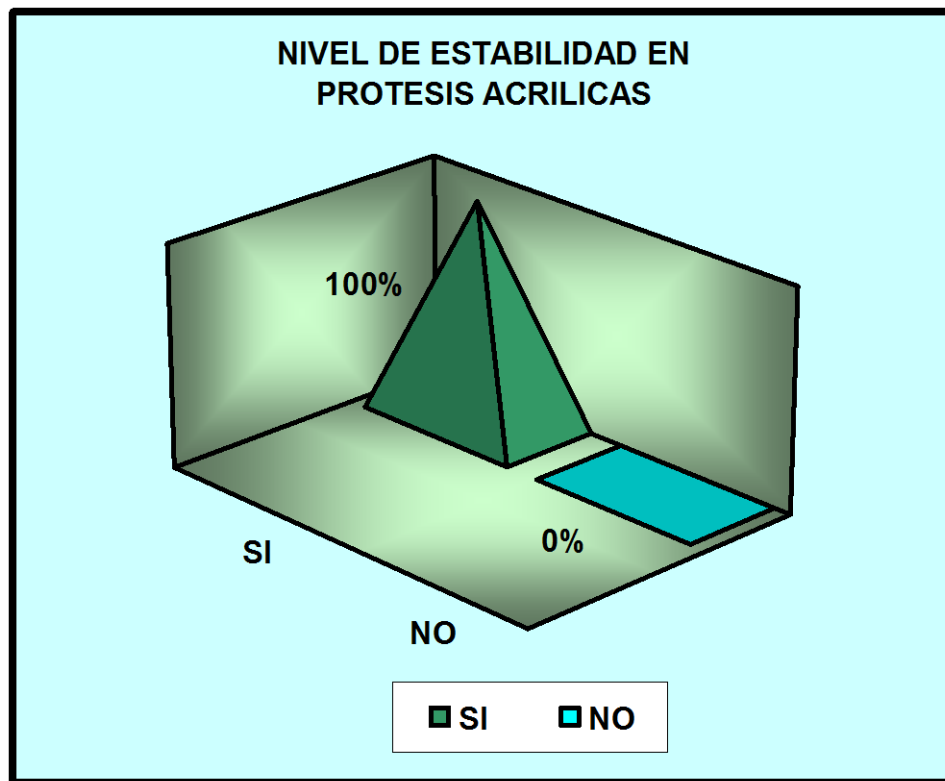 NIVEL DE ESTABILIDAD EN
PROTESIS ACRILICAS
100%
0%
SI
NO
SI NO